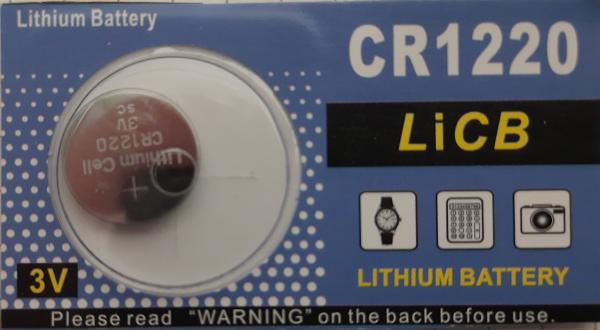 Lithium Battery
CR1220
LiCB
Lithium Cell
CR1220
3V
SC
+
LITHIUM BATTERY
3V
Please read "WARNING" on the back before use.